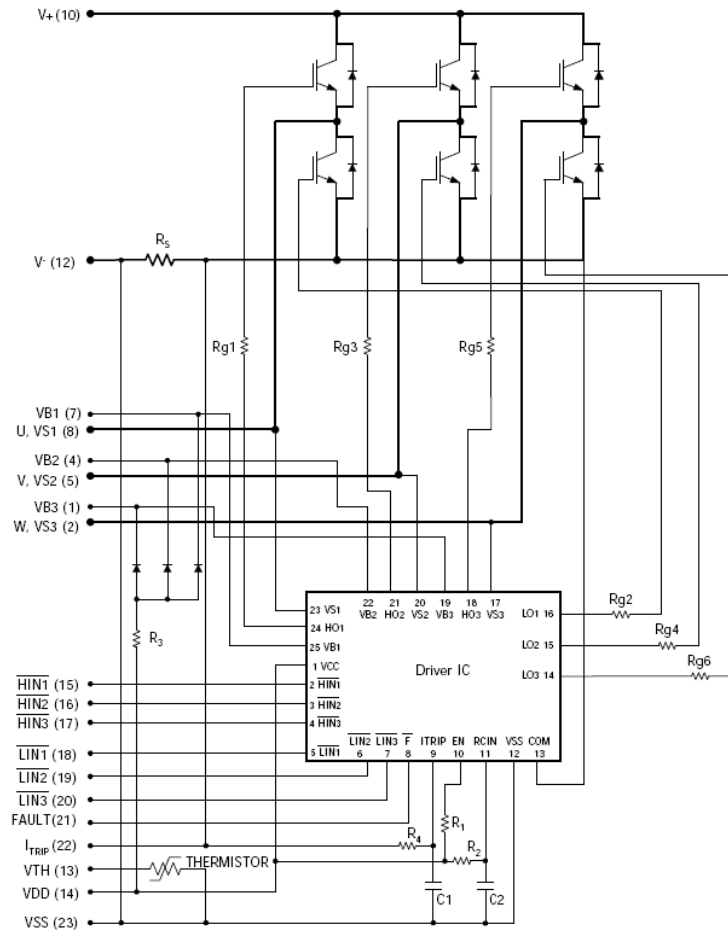 V+ (10)
Rs
V- (12)
Rg1
Rg3
Rg5
VB1 (7)
U, VS1 (8)
VB2 (4)
V, VS2 (5)
VB3 (1)
W, VS3 (2)
22 21 20 19 18 17
VB2 HO2 VS2 VB3 HO3 VS3
23 VS1
24 HO1
25 VB1
1 VCC
2 HIN1
3 HIN2
4 HIN3
5 LIN1
Driver IC
LO1 16
LO2 15
LO3 14
Rg2
Rg4
Rg6
LIN2 LIN3 F ITRIP EN RCIN VSS COM
6 7 8 9 10 11 12 13
R3
HIN1 (15)
HIN2 (16)
HIN3 (17)
LIN1 (18)
LIN2 (19)
LIN3 (20)
FAULT(21)
ITRIP (22)
VTH (13)
THERMISTOR
VDD (14)
VSS (23)
R1
R4
R2
C1
C2